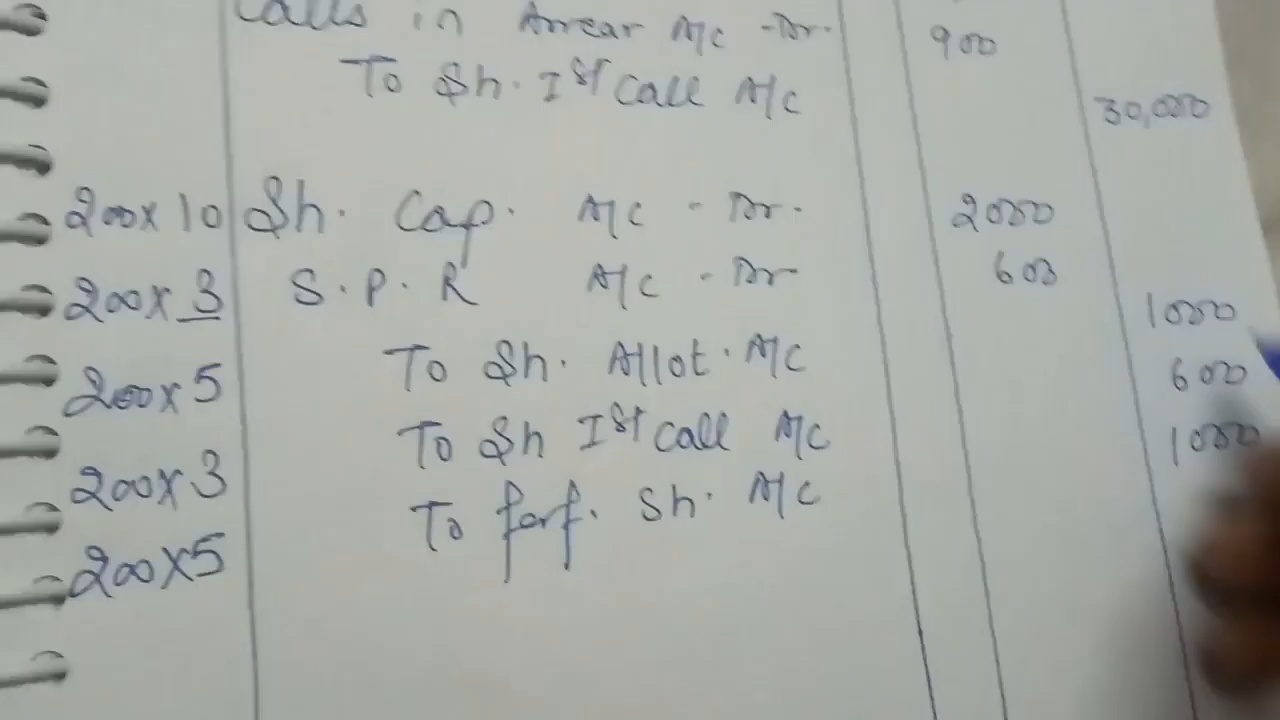 Calls in Arrear A/c - Dr. 900
To Sh. Ist Call A/c 30,000
200x10 Sh. Cap. A/c - Dr. 2000
200x3 S.P.R A/c - Dr 600
1000
200x5 To Sh. Allot. A/c 600
To Sh Ist Call A/c 1000
200x3 To forf. Sh. A/c
200x5